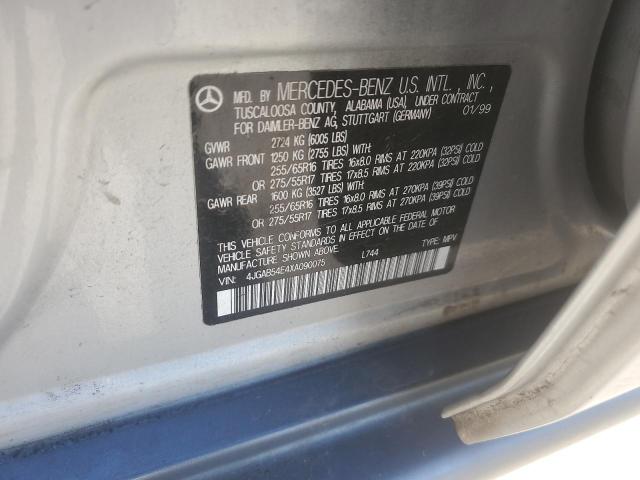 MFD. BY MERCEDES-BENZ U.S. INTL., INC.,
TUSCALOOSA COUNTY, ALABAMA (USA), UNDER CONTRACT
FOR DAIMLER-BENZ AG, STUTTGART (GERMANY) 01/99
GVWR 2724 KG (6005 LBS)
GAWR FRONT 1250 KG (2755 LBS) WITH:
255/65R16 TIRES 16x8.0 RIMS AT 220KPA (32PSI) COLD
OR 275/55R17 TIRES 17x8.5 RIMS AT 220KPA (32PSI) COLD
GAWR REAR 1600 KG (3527 LBS) WITH:
255/65R16 TIRES 16x8.0 RIMS AT 270KPA (39PSI) COLD
OR 275/55R17 TIRES 17x8.5 RIMS AT 270KPA (39PSI) COLD
THIS VEHICLE CONFORMS TO ALL APPLICABLE FEDERAL MOTOR
VEHICLE SAFETY STANDARDS IN EFFECT ON THE DATE OF
MANUFACTURE SHOWN ABOVE. L744 TYPE: MPV
VIN: 4JGAB54E4XA090075